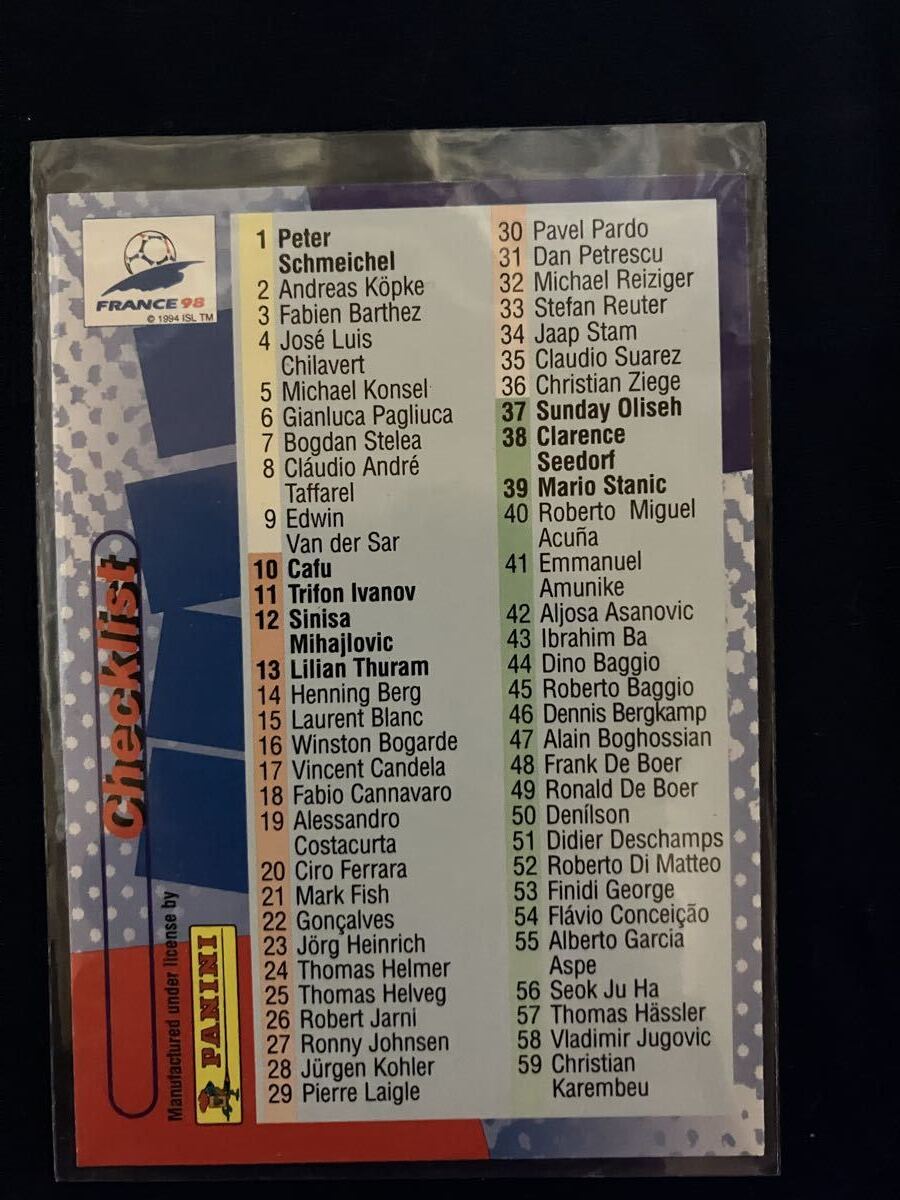 FRANCE 98
© 1994 ISL TM
Checklist
Manufactured under license by
PANINI
1 Peter
Schmeichel
2 Andreas Köpke
3 Fabien Barthez
4 José Luis
Chilavert
5 Michael Konsel
6 Gianluca Pagliuca
7 Bogdan Stelea
8 Cláudio André
Taffarel
9 Edwin
Van der Sar
10 Cafu
11 Trifon Ivanov
12 Sinisa
Mihajlovic
13 Lilian Thuram
14 Henning Berg
15 Laurent Blanc
16 Winston Bogarde
17 Vincent Candela
18 Fabio Cannavaro
19 Alessandro
Costacurta
20 Ciro Ferrara
21 Mark Fish
22 Gonçalves
23 Jörg Heinrich
24 Thomas Helmer
25 Thomas Helveg
26 Robert Jarni
27 Ronny Johnsen
28 Jürgen Kohler
29 Pierre Laigle
30 Pavel Pardo
31 Dan Petrescu
32 Michael Reiziger
33 Stefan Reuter
34 Jaap Stam
35 Claudio Suarez
36 Christian Ziege
37 Sunday Oliseh
38 Clarence
Seedorf
39 Mario Stanic
40 Roberto Miguel
Acuña
41 Emmanuel
Amunike
42 Aljosa Asanovic
43 Ibrahim Ba
44 Dino Baggio
45 Roberto Baggio
46 Dennis Bergkamp
47 Alain Boghossian
48 Frank De Boer
49 Ronald De Boer
50 Denílson
51 Didier Deschamps
52 Roberto Di Matteo
53 Finidi George
54 Flávio Conceição
55 Alberto Garcia
Aspe
56 Seok Ju Ha
57 Thomas Hässler
58 Vladimir Jugovic
59 Christian
Karembeu